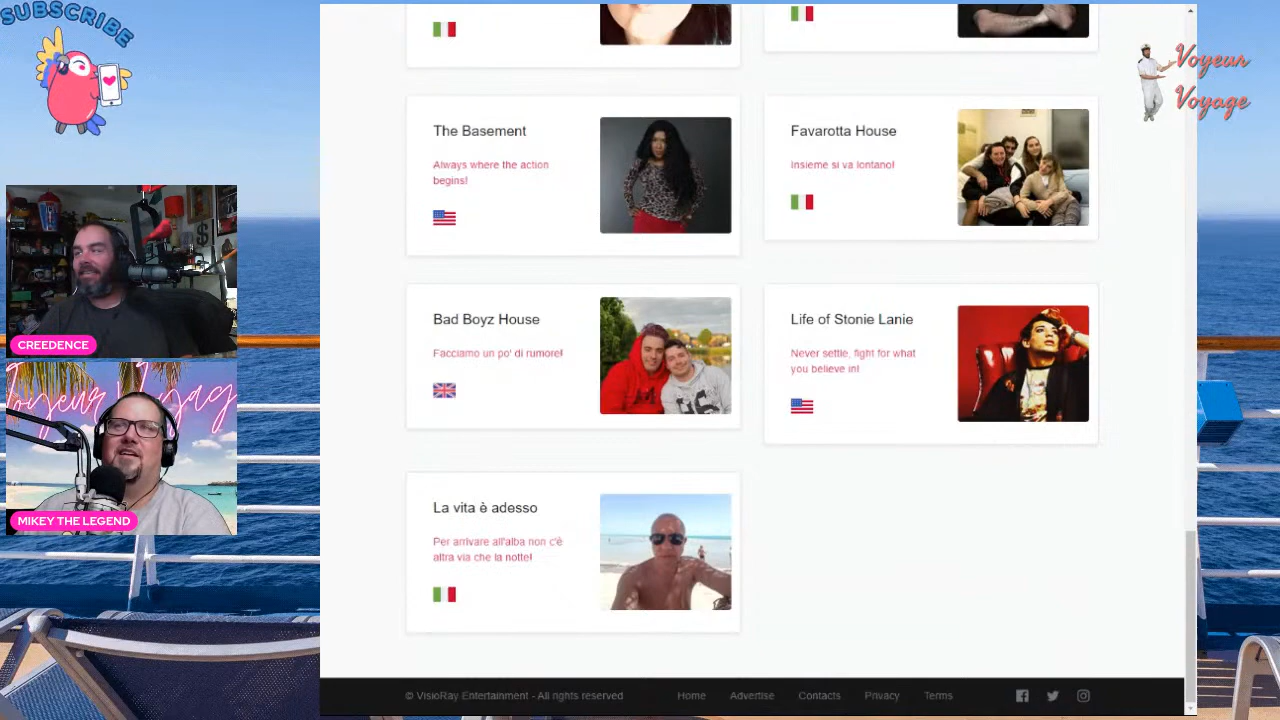 SUBSCRIBE
Voyeur
Voyage
The Basement
Always where the action
begins!
Favarotta House
Insieme si va lontano!
Bad Boyz House
Facciamo un po' di rumore!
Life of Stonie Lanie
Never settle, fight for what
you believe in!
La vita è adesso
Per arrivare all'alba non c'è
altra via che la notte!
CREEDENCE
MIKEY THE LEGEND
© VisioRay Entertainment - All rights reserved
Home Advertise Contacts Privacy Terms